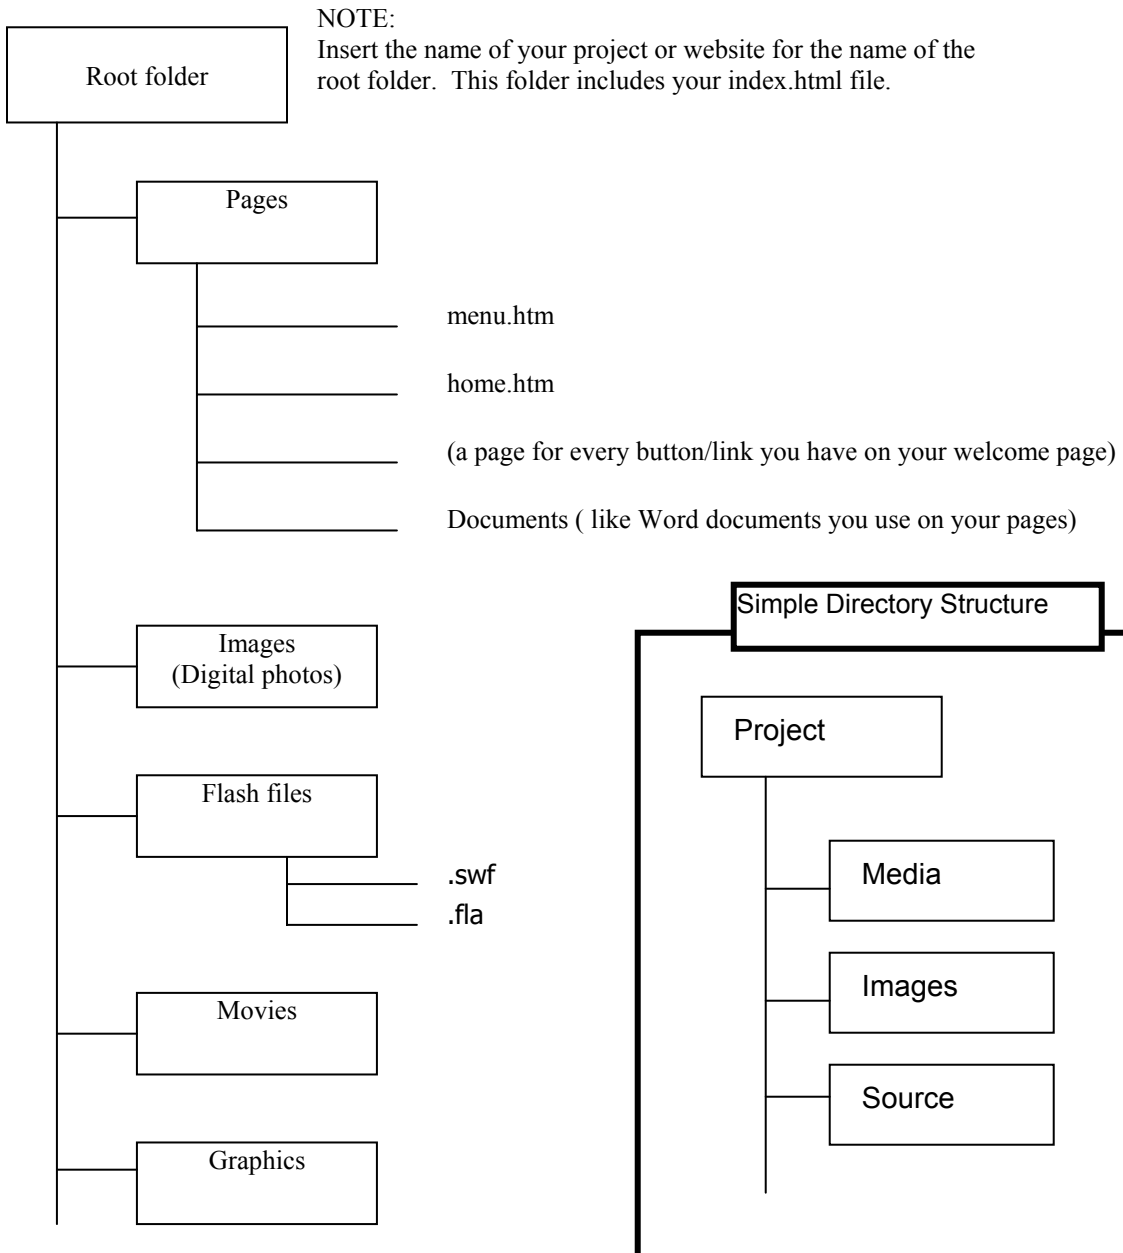 NOTE:
Insert the name of your project or website for the name of the
root folder.  This folder includes your index.html file.
Root folder
Pages
menu.htm
home.htm
(a page for every button/link you have on your welcome page)
Documents ( like Word documents you use on your pages)
Images
(Digital photos)
Flash files
.swf
.fla
Movies
Graphics
Simple Directory Structure
Project
Media
Images
Source